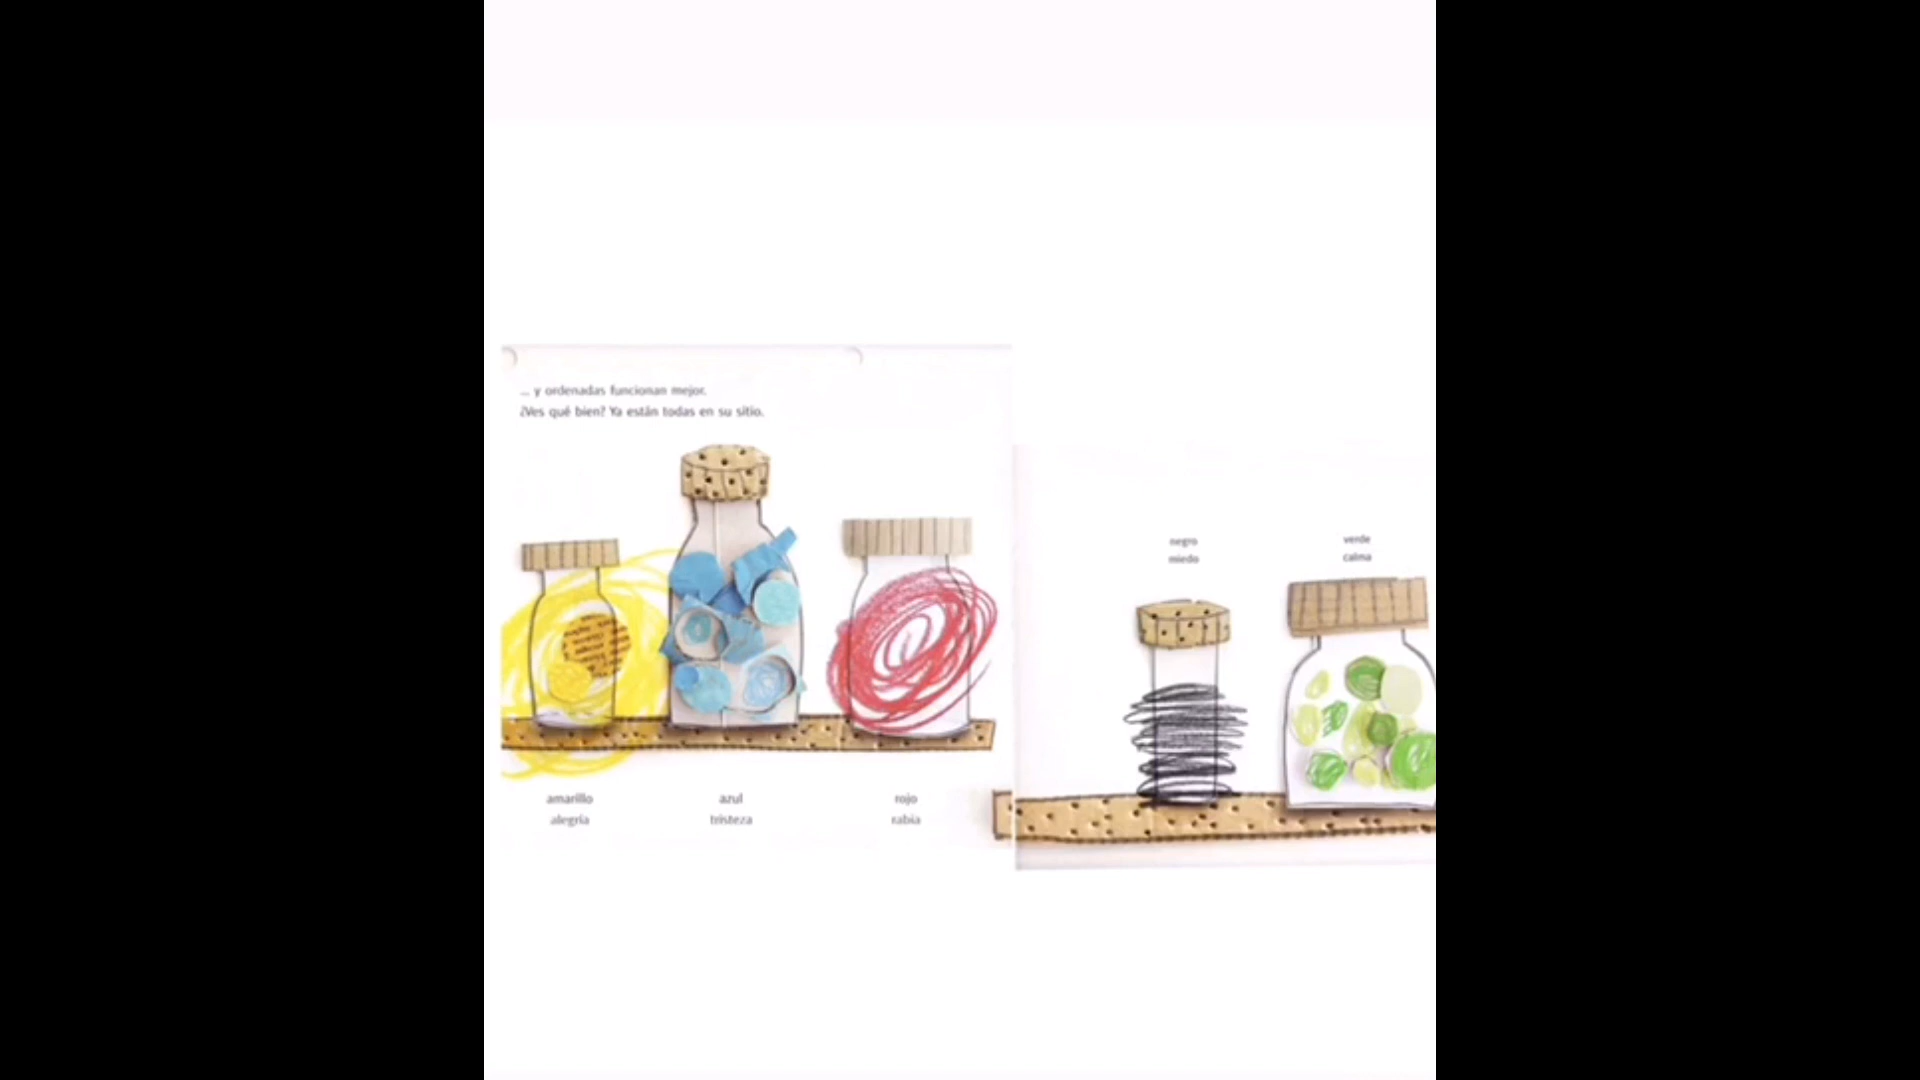 ... y ordenadas funcionan mejor.
¿Ves qué bien? Ya están todas en su sitio.
amarillo
alegría
azul
tristeza
rojo
rabia
negro
miedo
verde
calma